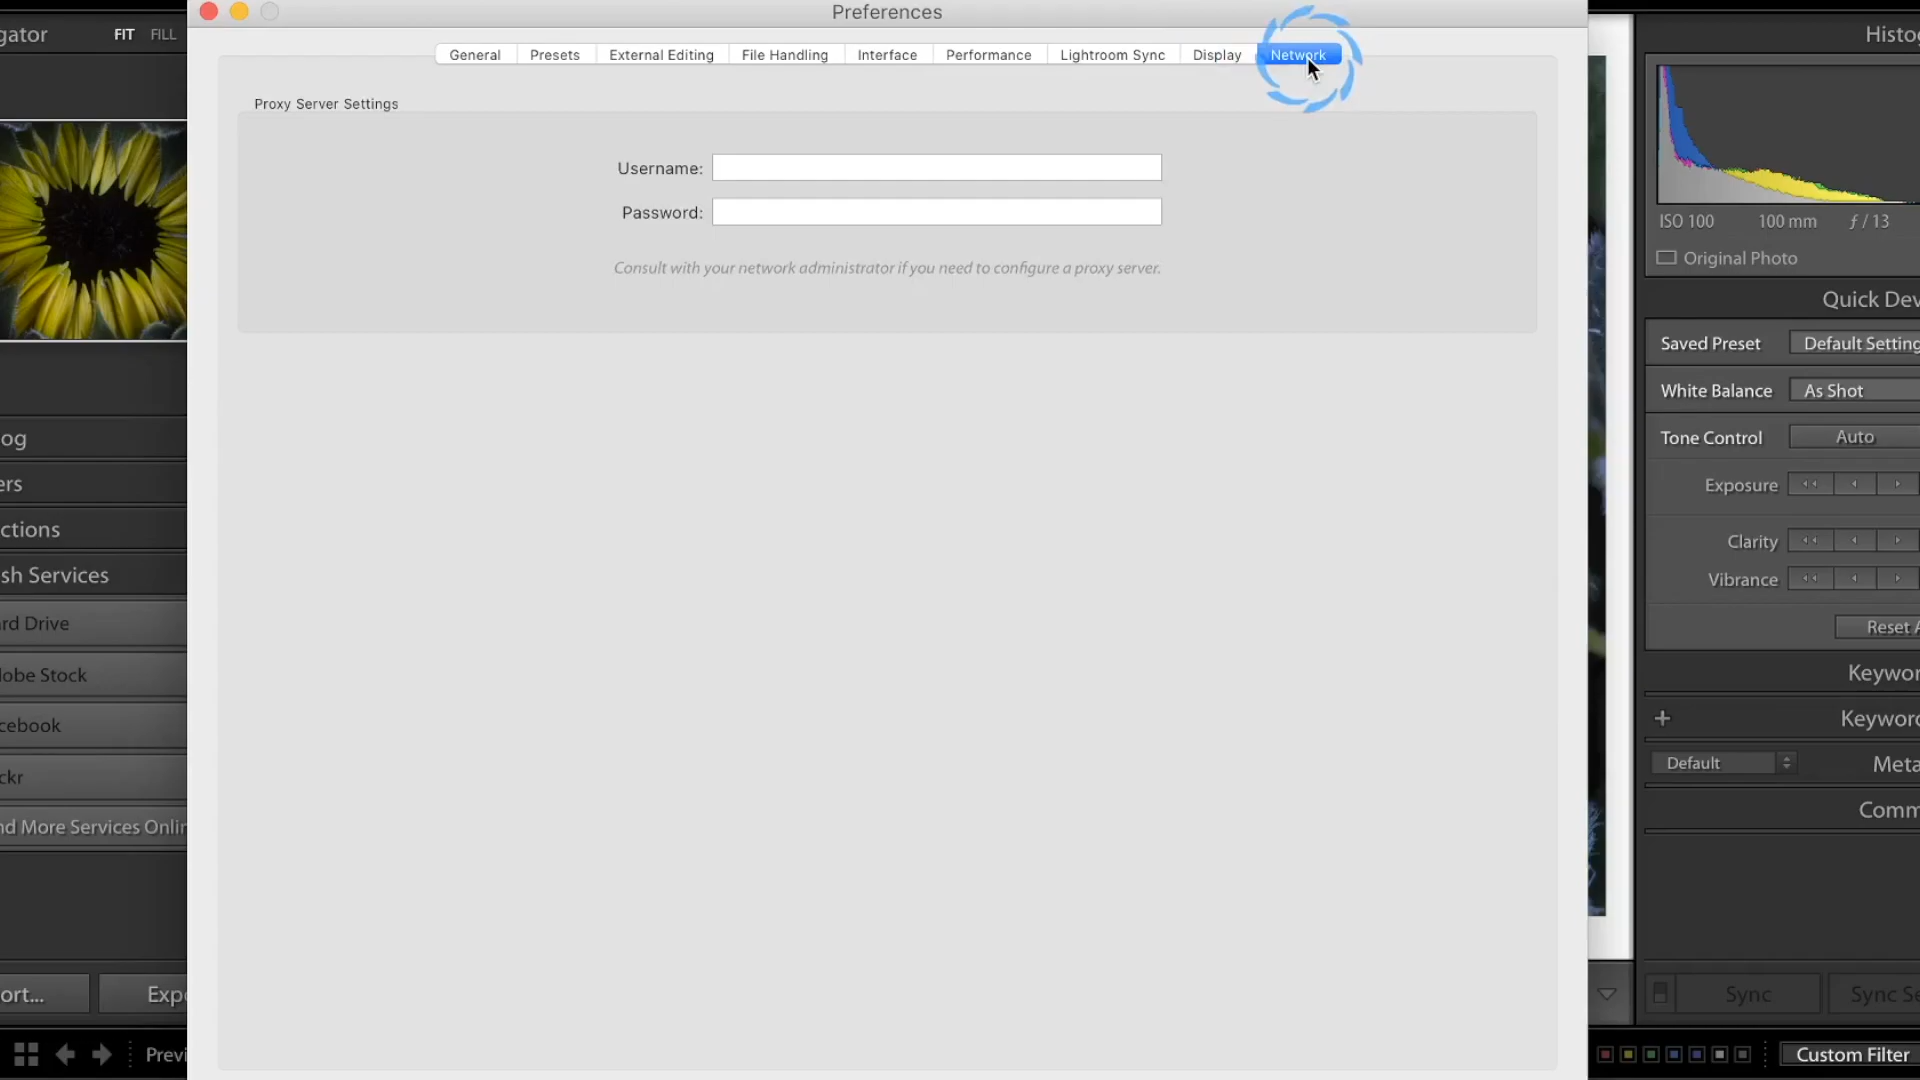 Preferences
General Presets External Editing File Handling Interface Performance Lightroom Sync Display Network
Proxy Server Settings
Username:
Password:
Consult with your network administrator if you need to configure a proxy server.
gator FIT FILL
og
ers
ctions
sh Services
rd Drive
lobe Stock
cebook
ckr
nd More Services Onlin
ort... Expo
Previ
Histo
ISO 100 100 mm ƒ / 13
Original Photo
Quick Dev
Saved Preset Default Setting
White Balance As Shot
Tone Control Auto
Exposure
Clarity
Vibrance
Reset A
Keywor
+ Keyword
Default Meta
Comm
Sync Sync Se
Custom Filter